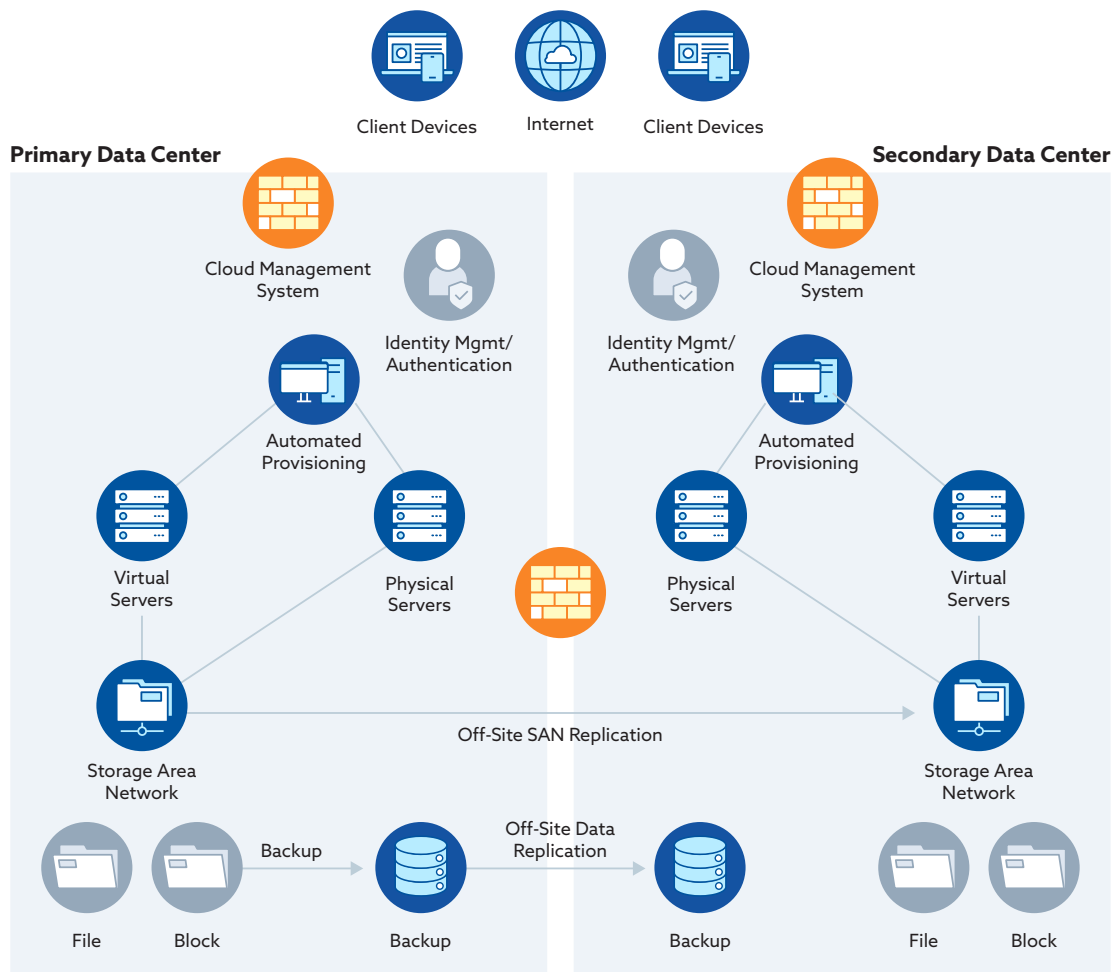 Client Devices
Internet
Client Devices
Primary Data Center
Secondary Data Center
Cloud Management
System
Identity Mgmt/
Authentication
Automated
Provisioning
Virtual
Servers
Physical
Servers
Storage Area
Network
Cloud Management
System
Identity Mgmt/
Authentication
Automated
Provisioning
Physical
Servers
Virtual
Servers
Storage Area
Network
Off-Site SAN Replication
Backup
Off-Site Data
Replication
File
Block
Backup
Backup
File
Block